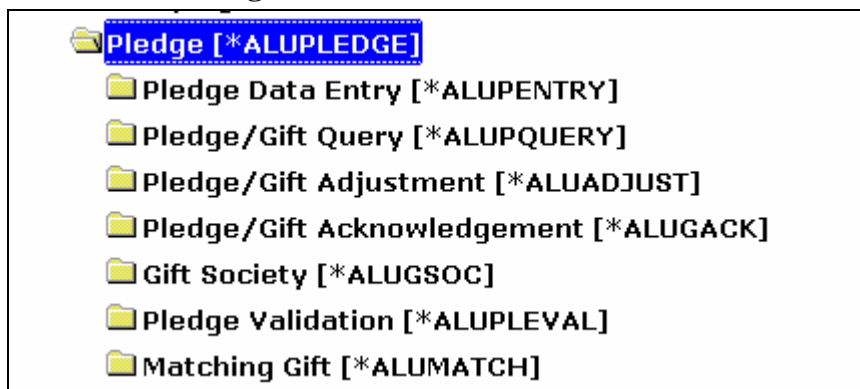 Pledge [*ALUPLEDGE]
Pledge Data Entry [*ALUPENTRY]
Pledge/Gift Query [*ALUPQUERY]
Pledge/Gift Adjustment [*ALUADJUST]
Pledge/Gift Acknowledgement [*ALUGACK]
Gift Society [*ALUGSOC]
Pledge Validation [*ALUPLEVAL]
Matching Gift [*ALUMATCH]